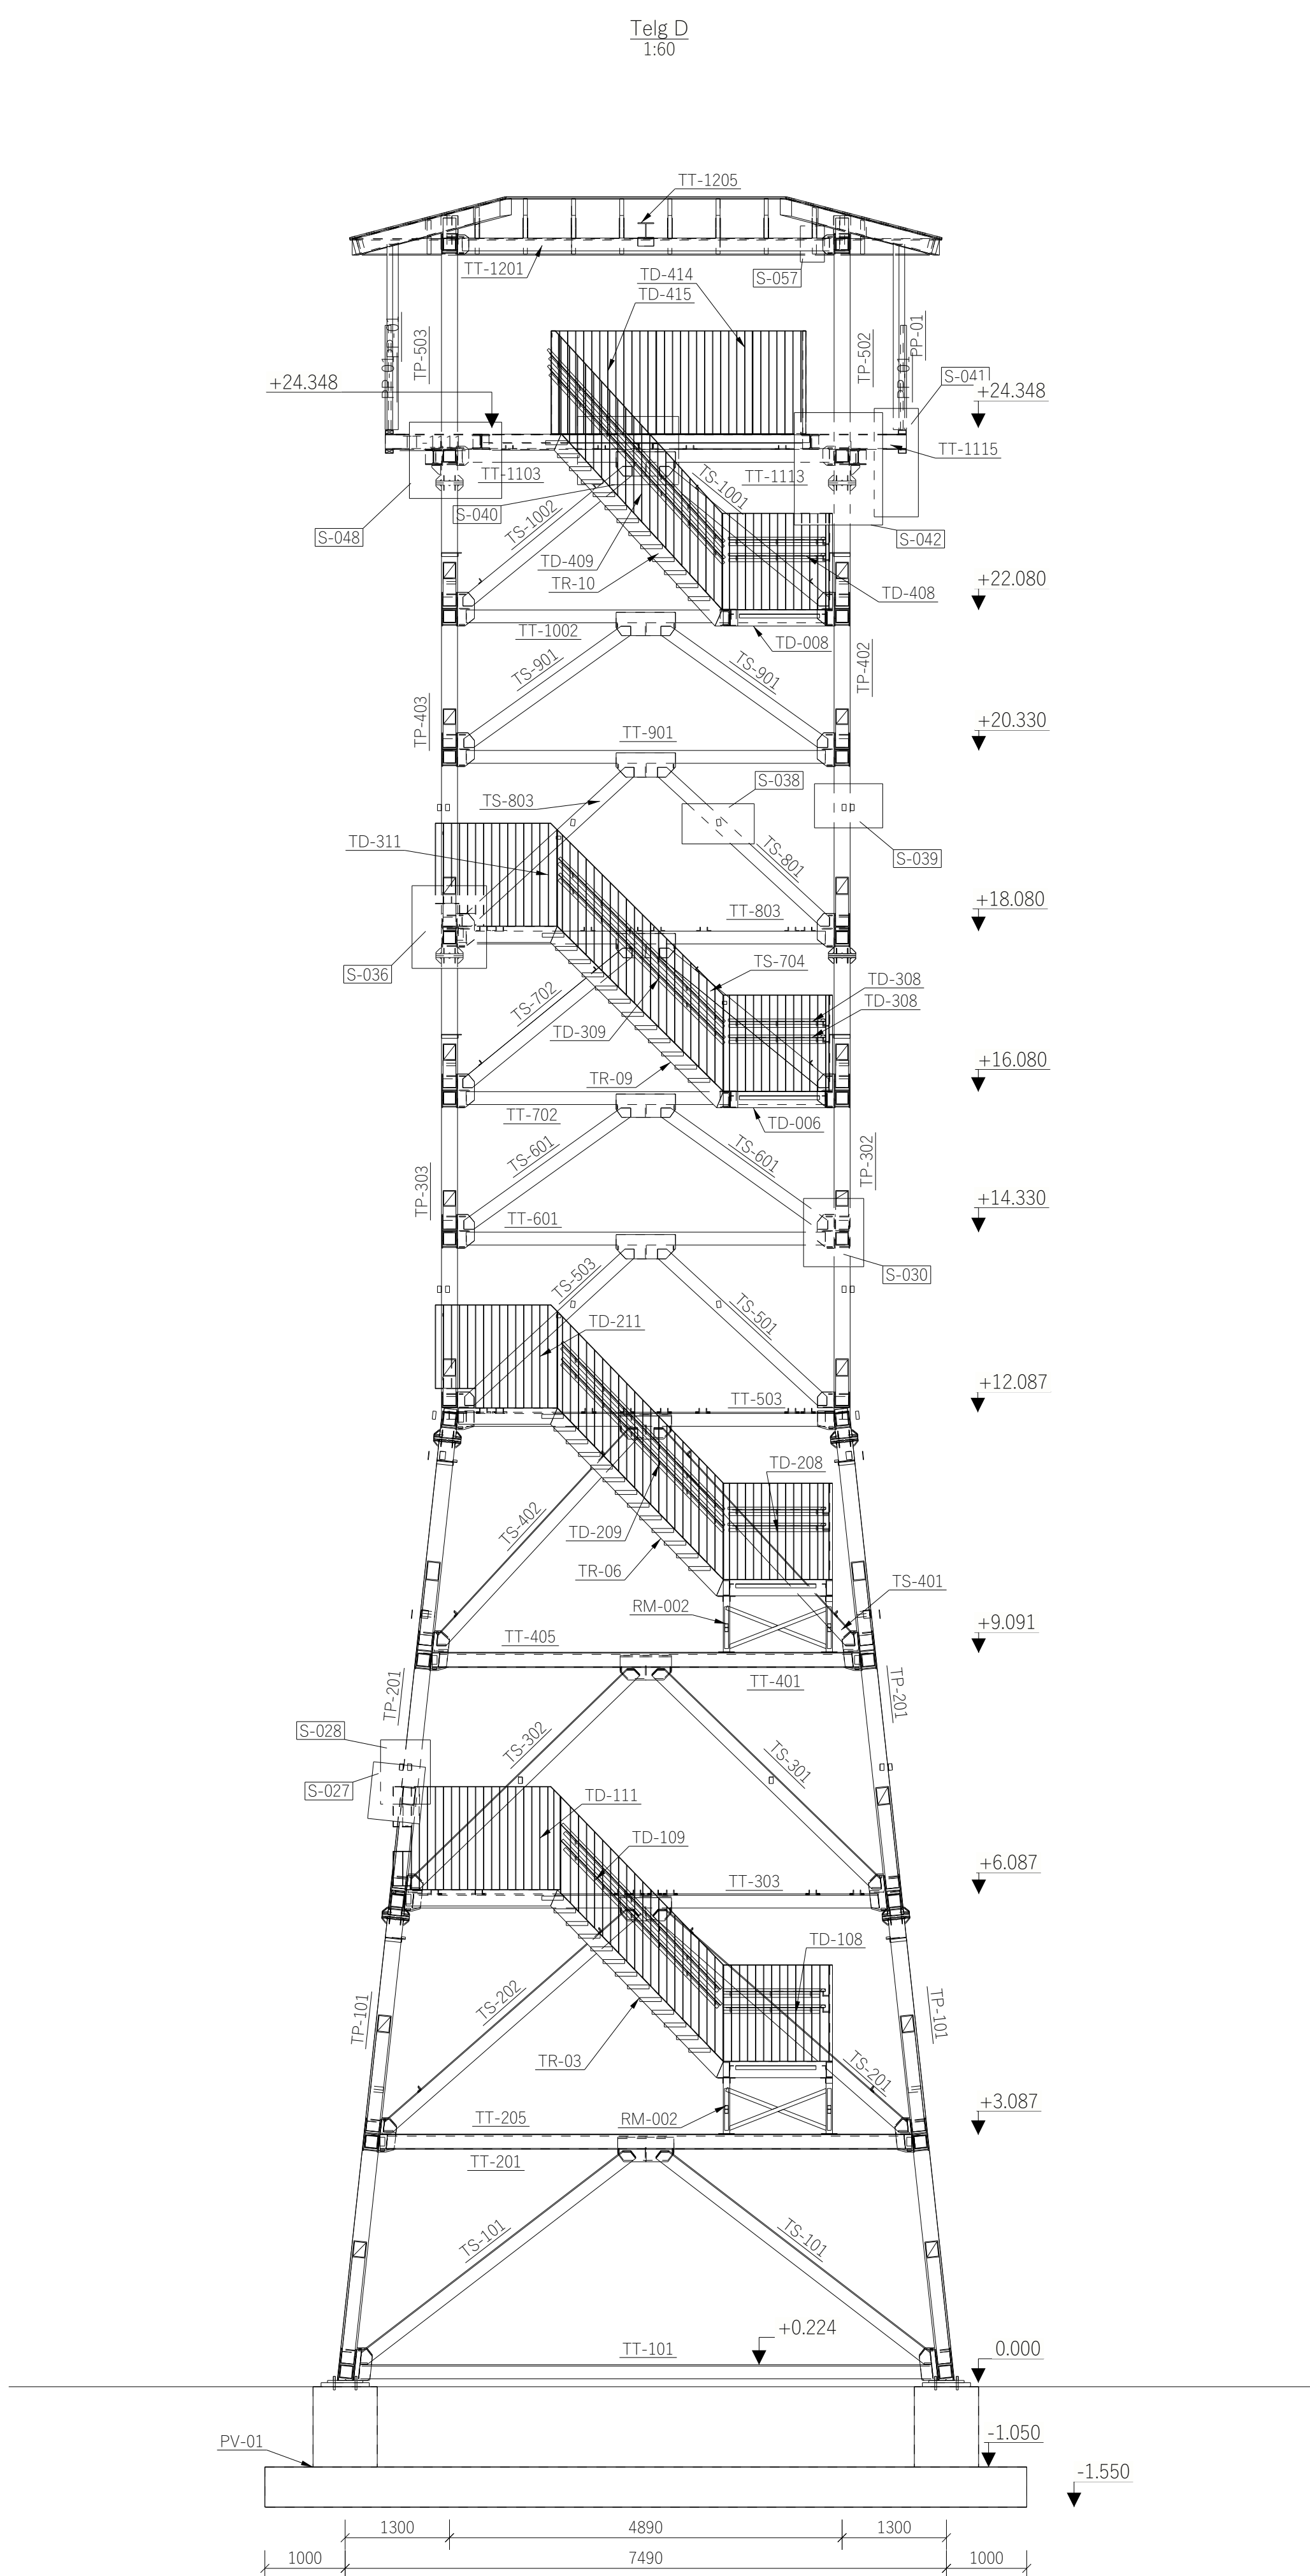 Telg D
1:60
TT-1205
TT-1201
TD-414
S-057
TD-415
PP-01
TP-503
TP-502
PP-01
PP-01
PP-01
+24.348
S-041
+24.348
TT-1115
TT-1103
TT-1113
TS-1001
S-040
TS-1002
S-048
S-042
TD-409
TR-10
+22.080
TD-408
TT-1002
TD-008
TS-901
TS-901
TP-402
TP-403
+20.330
TT-901
S-038
TS-803
TD-311
TS-801
S-039
+18.080
TT-803
S-036
TS-704
TS-702
TD-308
TD-308
TD-309
+16.080
TR-09
TT-702
TD-006
TS-601
TS-601
TP-302
TP-303
+14.330
TT-601
S-030
TS-503
TS-501
TD-211
+12.087
TT-503
TD-208
TS-402
TD-209
TR-06
TS-401
RM-002
+9.091
TT-405
TT-401
TP-201
TP-201
S-028
TS-302
TS-301
S-027
TD-111
TD-109
+6.087
TT-303
TD-108
TP-101
TS-202
TP-101
TR-03
TS-201
TT-205
RM-002
+3.087
TT-201
TS-101
TS-101
+0.224
TT-101
0.000
PV-01
-1.050
-1.550
1300
4890
1300
1000
7490
1000